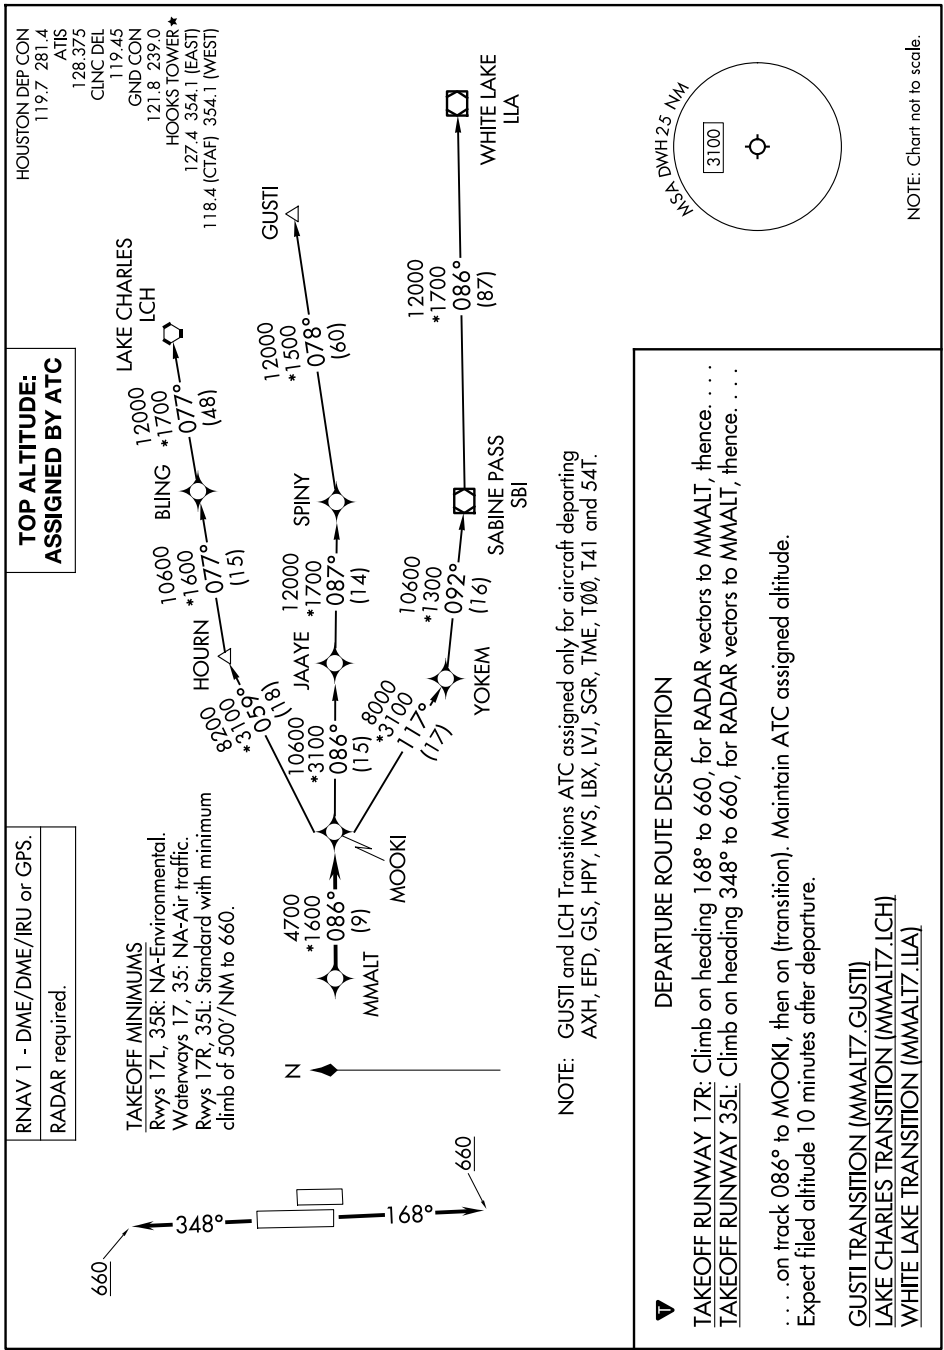 HOUSTON DEP CON
119.7 281.4
ATIS
128.375
CLNC DEL
119.45
GND CON
121.8 239.0
HOOKS TOWER★
127.4 354.1 (EAST)
118.4 (CTAF) 354.1 (WEST)
TOP ALTITUDE:
ASSIGNED BY ATC
RNAV 1 - DME/DME/IRU or GPS.
RADAR required.
TAKEOFF MINIMUMS
Rwys 17L, 35R: NA-Environmental.
Waterways 17, 35: NA-Air traffic.
Rwys 17R, 35L: Standard with minimum
climb of 500'/NM to 660.
660
348°
168°
660
N
MMALT
4700
*1600
086°
(9)
MOOKI
8200
*3100
059°
(18)
HOURN
10600
*1600
077°
(15)
BLING
12000
*1700
077°
(48)
LAKE CHARLES
LCH
10600
*3100
086°
(15)
JAAYE
12000
*1700
087°
(14)
SPINY
12000
*1500
078°
(60)
GUSTI
8000
*3100
117°
(17)
YOKEM
10600
*1300
092°
(16)
SABINE PASS
SBI
12000
*1700
086°
(87)
WHITE LAKE
LLA
MSA DWH 25 NM
3100
NOTE: Chart not to scale.
NOTE: GUSTI and LCH Transitions ATC assigned only for aircraft departing
AXH, EFD, GLS, HPY, IWS, LBX, LVJ, SGR, TME, TØØ, T41 and 54T.
T
DEPARTURE ROUTE DESCRIPTION
TAKEOFF RUNWAY 17R: Climb on heading 168° to 660, for RADAR vectors to MMALT, thence. . . .
TAKEOFF RUNWAY 35L: Climb on heading 348° to 660, for RADAR vectors to MMALT, thence. . . .
. . . .on track 086° to MOOKI, then on (transition). Maintain ATC assigned altitude.
Expect filed altitude 10 minutes after departure.
GUSTI TRANSITION (MMALT7.GUSTI)
LAKE CHARLES TRANSITION (MMALT7.LCH)
WHITE LAKE TRANSITION (MMALT7.LLA)